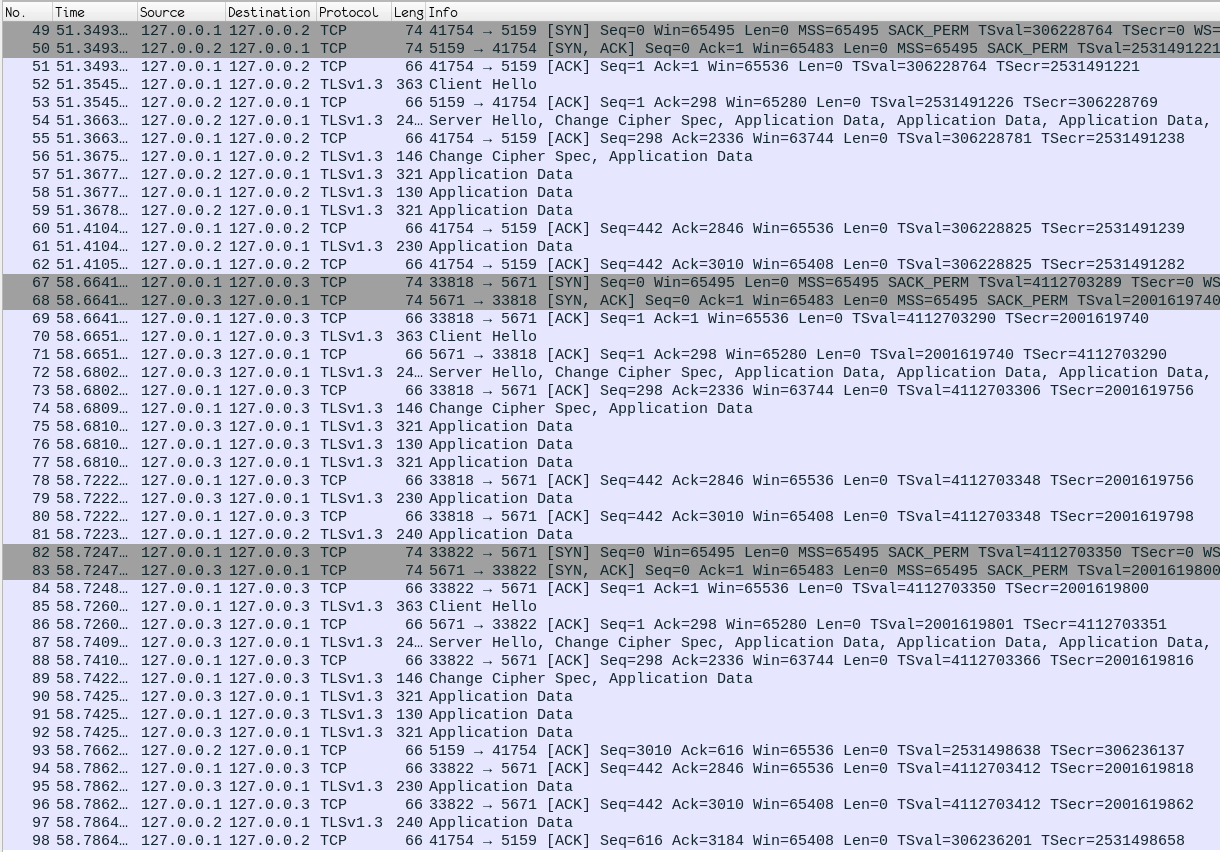 No. Time Source Destination Protocol Leng Info
49 51.3493… 127.0.0.1 127.0.0.2 TCP 74 41754 → 5159 [SYN] Seq=0 Win=65495 Len=0 MSS=65495 SACK_PERM TSval=306228764 TSecr=0 WS=
50 51.3493… 127.0.0.2 127.0.0.1 TCP 74 5159 → 41754 [SYN, ACK] Seq=0 Ack=1 Win=65483 Len=0 MSS=65495 SACK_PERM TSval=2531491221
51 51.3493… 127.0.0.1 127.0.0.2 TCP 66 41754 → 5159 [ACK] Seq=1 Ack=1 Win=65536 Len=0 TSval=306228764 TSecr=2531491221
52 51.3545… 127.0.0.1 127.0.0.2 TLSv1.3 363 Client Hello
53 51.3545… 127.0.0.2 127.0.0.1 TCP 66 5159 → 41754 [ACK] Seq=1 Ack=298 Win=65280 Len=0 TSval=2531491226 TSecr=306228769
54 51.3663… 127.0.0.2 127.0.0.1 TLSv1.3 24… Server Hello, Change Cipher Spec, Application Data, Application Data, Application Data,
55 51.3663… 127.0.0.1 127.0.0.2 TCP 66 41754 → 5159 [ACK] Seq=298 Ack=2336 Win=63744 Len=0 TSval=306228781 TSecr=2531491238
56 51.3675… 127.0.0.1 127.0.0.2 TLSv1.3 146 Change Cipher Spec, Application Data
57 51.3677… 127.0.0.2 127.0.0.1 TLSv1.3 321 Application Data
58 51.3677… 127.0.0.1 127.0.0.2 TLSv1.3 130 Application Data
59 51.3678… 127.0.0.2 127.0.0.1 TLSv1.3 321 Application Data
60 51.4104… 127.0.0.1 127.0.0.2 TCP 66 41754 → 5159 [ACK] Seq=442 Ack=2846 Win=65536 Len=0 TSval=306228825 TSecr=2531491239
61 51.4104… 127.0.0.2 127.0.0.1 TLSv1.3 230 Application Data
62 51.4105… 127.0.0.1 127.0.0.2 TCP 66 41754 → 5159 [ACK] Seq=442 Ack=3010 Win=65408 Len=0 TSval=306228825 TSecr=2531491282
67 58.6641… 127.0.0.1 127.0.0.3 TCP 74 33818 → 5671 [SYN] Seq=0 Win=65495 Len=0 MSS=65495 SACK_PERM TSval=4112703289 TSecr=0 WS
68 58.6641… 127.0.0.3 127.0.0.1 TCP 74 5671 → 33818 [SYN, ACK] Seq=0 Ack=1 Win=65483 Len=0 MSS=65495 SACK_PERM TSval=2001619740
69 58.6641… 127.0.0.1 127.0.0.3 TCP 66 33818 → 5671 [ACK] Seq=1 Ack=1 Win=65536 Len=0 TSval=4112703290 TSecr=2001619740
70 58.6651… 127.0.0.1 127.0.0.3 TLSv1.3 363 Client Hello
71 58.6651… 127.0.0.3 127.0.0.1 TCP 66 5671 → 33818 [ACK] Seq=1 Ack=298 Win=65280 Len=0 TSval=2001619740 TSecr=4112703290
72 58.6802… 127.0.0.3 127.0.0.1 TLSv1.3 24… Server Hello, Change Cipher Spec, Application Data, Application Data, Application Data,
73 58.6802… 127.0.0.1 127.0.0.3 TCP 66 33818 → 5671 [ACK] Seq=298 Ack=2336 Win=63744 Len=0 TSval=4112703306 TSecr=2001619756
74 58.6809… 127.0.0.1 127.0.0.3 TLSv1.3 146 Change Cipher Spec, Application Data
75 58.6810… 127.0.0.3 127.0.0.1 TLSv1.3 321 Application Data
76 58.6810… 127.0.0.1 127.0.0.3 TLSv1.3 130 Application Data
77 58.6810… 127.0.0.3 127.0.0.1 TLSv1.3 321 Application Data
78 58.7222… 127.0.0.1 127.0.0.3 TCP 66 33818 → 5671 [ACK] Seq=442 Ack=2846 Win=65536 Len=0 TSval=4112703348 TSecr=2001619756
79 58.7222… 127.0.0.3 127.0.0.1 TLSv1.3 230 Application Data
80 58.7222… 127.0.0.1 127.0.0.3 TCP 66 33818 → 5671 [ACK] Seq=442 Ack=3010 Win=65408 Len=0 TSval=4112703348 TSecr=2001619798
81 58.7223… 127.0.0.1 127.0.0.2 TLSv1.3 240 Application Data
82 58.7247… 127.0.0.1 127.0.0.3 TCP 74 33822 → 5671 [SYN] Seq=0 Win=65495 Len=0 MSS=65495 SACK_PERM TSval=4112703350 TSecr=0 WS
83 58.7247… 127.0.0.3 127.0.0.1 TCP 74 5671 → 33822 [SYN, ACK] Seq=0 Ack=1 Win=65483 Len=0 MSS=65495 SACK_PERM TSval=2001619800
84 58.7248… 127.0.0.1 127.0.0.3 TCP 66 33822 → 5671 [ACK] Seq=1 Ack=1 Win=65536 Len=0 TSval=4112703350 TSecr=2001619800
85 58.7260… 127.0.0.1 127.0.0.3 TLSv1.3 363 Client Hello
86 58.7260… 127.0.0.3 127.0.0.1 TCP 66 5671 → 33822 [ACK] Seq=1 Ack=298 Win=65280 Len=0 TSval=2001619801 TSecr=4112703351
87 58.7409… 127.0.0.3 127.0.0.1 TLSv1.3 24… Server Hello, Change Cipher Spec, Application Data, Application Data, Application Data,
88 58.7410… 127.0.0.1 127.0.0.3 TCP 66 33822 → 5671 [ACK] Seq=298 Ack=2336 Win=63744 Len=0 TSval=4112703366 TSecr=2001619816
89 58.7422… 127.0.0.1 127.0.0.3 TLSv1.3 146 Change Cipher Spec, Application Data
90 58.7425… 127.0.0.3 127.0.0.1 TLSv1.3 321 Application Data
91 58.7425… 127.0.0.1 127.0.0.3 TLSv1.3 130 Application Data
92 58.7425… 127.0.0.3 127.0.0.1 TLSv1.3 321 Application Data
93 58.7662… 127.0.0.2 127.0.0.1 TCP 66 5159 → 41754 [ACK] Seq=3010 Ack=616 Win=65536 Len=0 TSval=2531498638 TSecr=306236137
94 58.7862… 127.0.0.1 127.0.0.3 TCP 66 33822 → 5671 [ACK] Seq=442 Ack=2846 Win=65536 Len=0 TSval=4112703412 TSecr=2001619818
95 58.7862… 127.0.0.3 127.0.0.1 TLSv1.3 230 Application Data
96 58.7862… 127.0.0.1 127.0.0.3 TCP 66 33822 → 5671 [ACK] Seq=442 Ack=3010 Win=65408 Len=0 TSval=4112703412 TSecr=2001619862
97 58.7864… 127.0.0.2 127.0.0.1 TLSv1.3 240 Application Data
98 58.7864… 127.0.0.1 127.0.0.2 TCP 66 41754 → 5159 [ACK] Seq=616 Ack=3184 Win=65408 Len=0 TSval=306236201 TSecr=2531498658